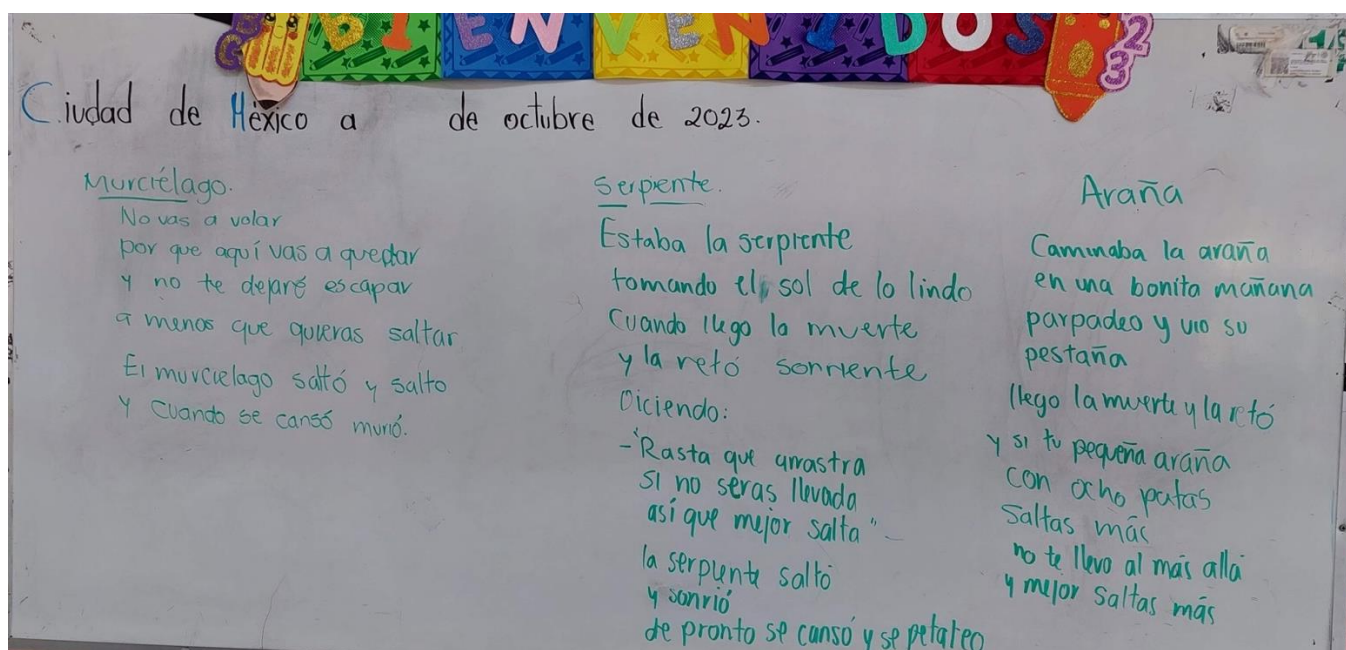 BIENVENIDOS
23
Ciudad de México a de octubre de 2023.
Murciélago.
No vas a volar
por que aquí vas a quedar
y no te dejaré escapar
a menos que quieras saltar
El murcielago saltó y salto
Y cuando se cansó murió.
Serpiente.
Estaba la serpiente
tomando el sol de lo lindo
Cuando llego la muerte
y la retó sonriente
Diciendo:
-"Rasta que arrastra
si no seras llevada
así que mejor salta"-
la serpiente saltó
y sonrió
de pronto se cansó y se petateo
Araña
Caminaba la araña
en una bonita mañana
parpadeo y vio su
pestaña
llego la muerte y la retó
y si tu pequeña araña
con ocho patas
Saltas más
no te llevo al más allá
y mejor saltas más